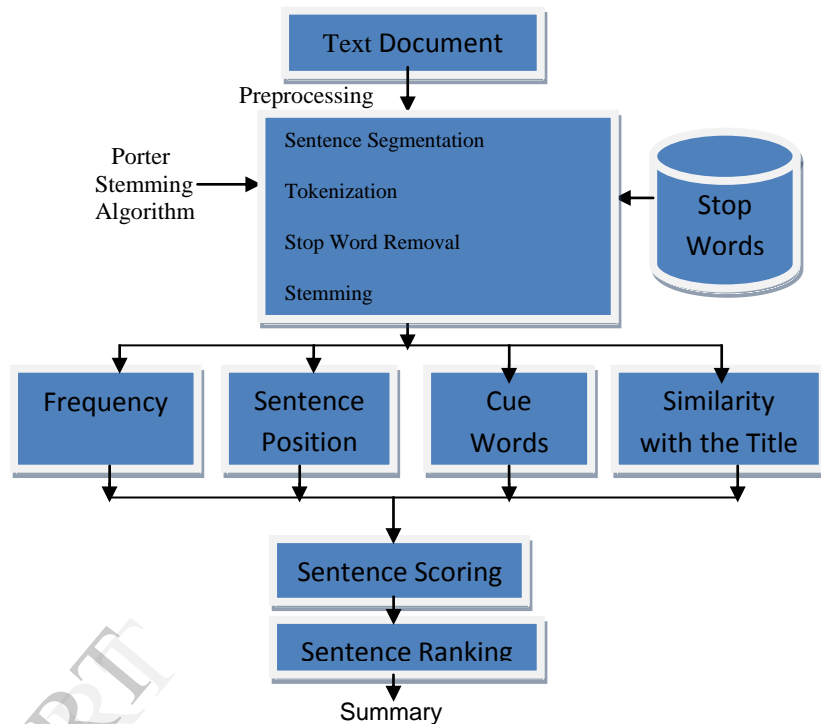 Text Document
Preprocessing
Sentence Segmentation
Porter
Stemming
Algorithm
Tokenization
Stop Word Removal
Stemming
Stop
Words
Frequency
Sentence
Position
Cue
Words
Similarity
with the Title
Sentence Scoring
Sentence Ranking
Summary
RT